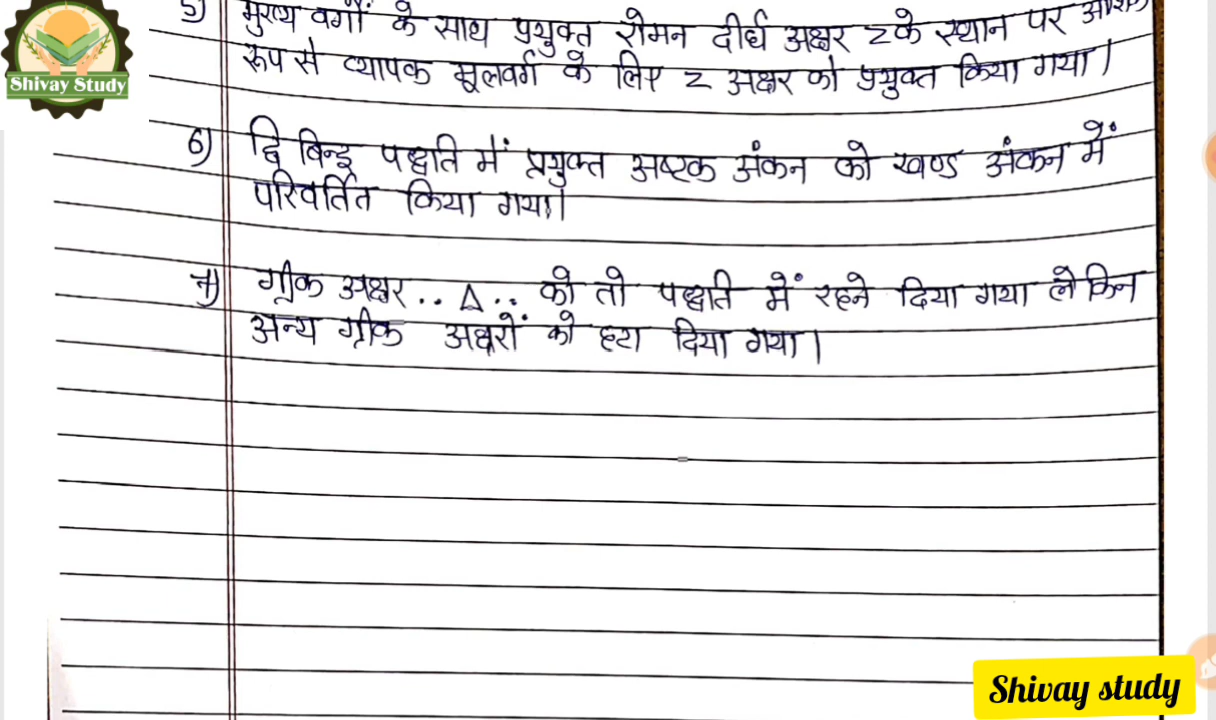 Shivay Study
5) मुख्य वर्गों के साथ प्रयुक्त रोमन दीर्घ अक्षर Z के स्थान पर
रूप से व्यापक मूलवर्ग के लिए z अक्षर को प्रयुक्त किया गया।
6) द्वि बिन्दु पद्धति में प्रयुक्त अष्टक अंकन को खण्ड अंकन में
परिवर्तित किया गया।
7) ग्रीक अक्षर .. Δ .. को तो पद्धति में रहने दिया गया लेकिन
अन्य ग्रीक अक्षरों को हटा दिया गया।
Shivay study